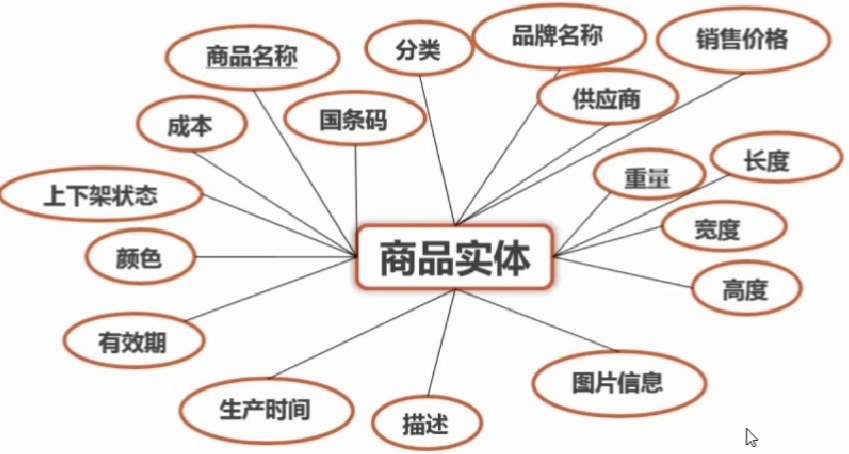 商品名称
分类
品牌名称
销售价格
成本
国条码
供应商
上下架状态
重量
长度
颜色
商品实体
宽度
高度
有效期
生产时间
描述
图片信息